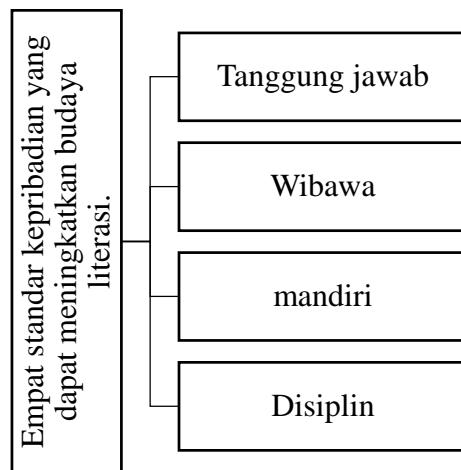 Empat standar kepribadian yang
dapat meningkatkan budaya
literasi.
Tanggung jawab
Wibawa
mandiri
Disiplin